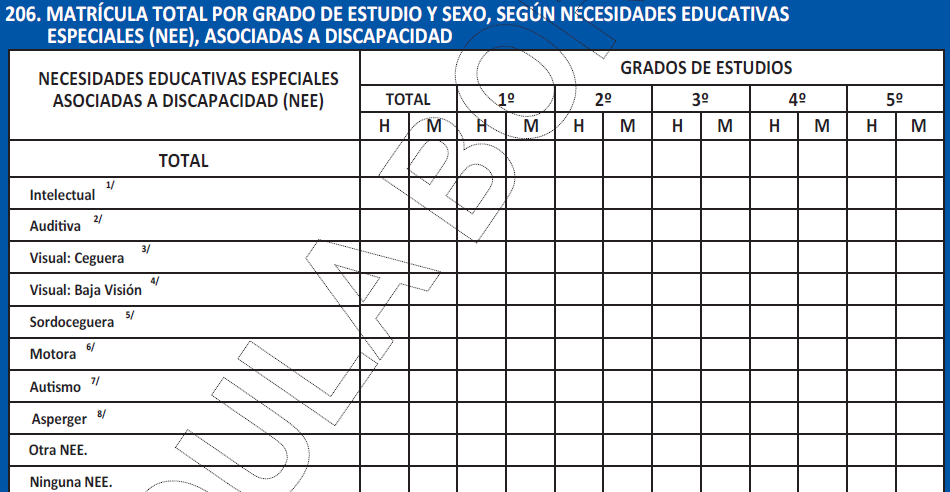 206. MATRÍCULA TOTAL POR GRADO DE ESTUDIO Y SEXO, SEGÚN NECESIDADES EDUCATIVAS
ESPECIALES (NEE), ASOCIADAS A DISCAPACIDAD
NECESIDADES EDUCATIVAS ESPECIALES
ASOCIADAS A DISCAPACIDAD (NEE)
GRADOS DE ESTUDIOS
TOTAL 1º 2º 3º 4º 5º
H M H M H M H M H M H M
TOTAL
Intelectual 1/
Auditiva 2/
Visual: Ceguera 3/
Visual: Baja Visión 4/
Sordoceguera 5/
Motora 6/
Autismo 7/
Asperger 8/
Otra NEE.
Ninguna NEE.